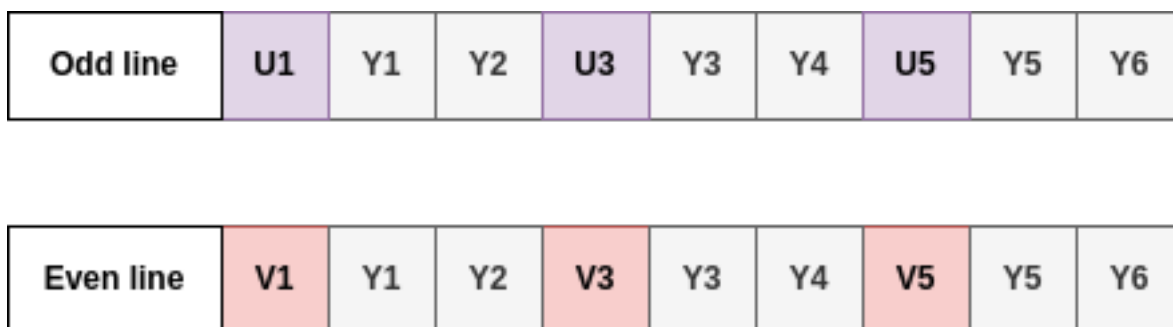 Odd line U1 Y1 Y2 U3 Y3 Y4 U5 Y5 Y6
Even line V1 Y1 Y2 V3 Y3 Y4 V5 Y5 Y6